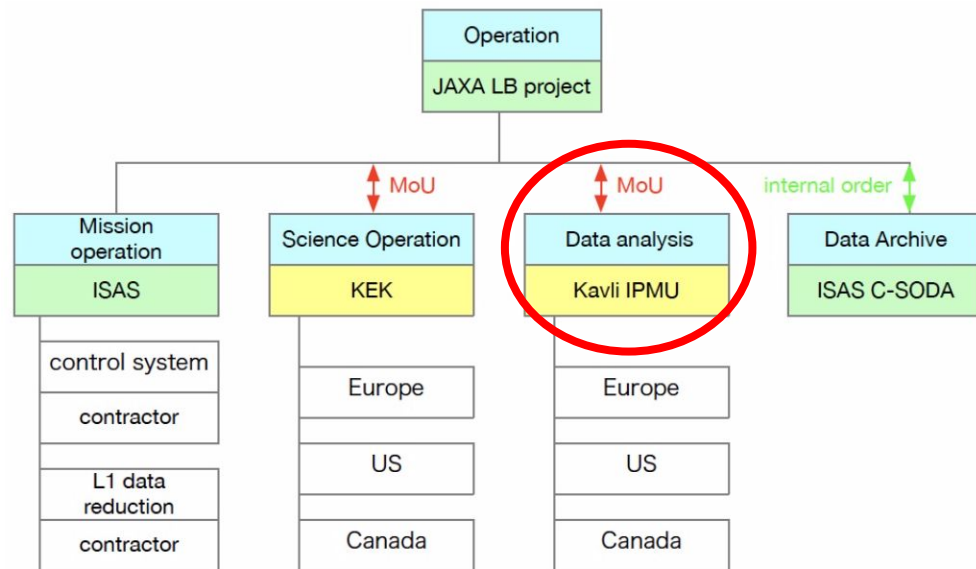 Operation
JAXA LB project
MoU
MoU
internal order
Mission
operation
ISAS
Science Operation
KEK
Data analysis
Kavli IPMU
Data Archive
ISAS C-SODA
control system
contractor
L1 data
reduction
contractor
Europe
US
Canada
Europe
US
Canada